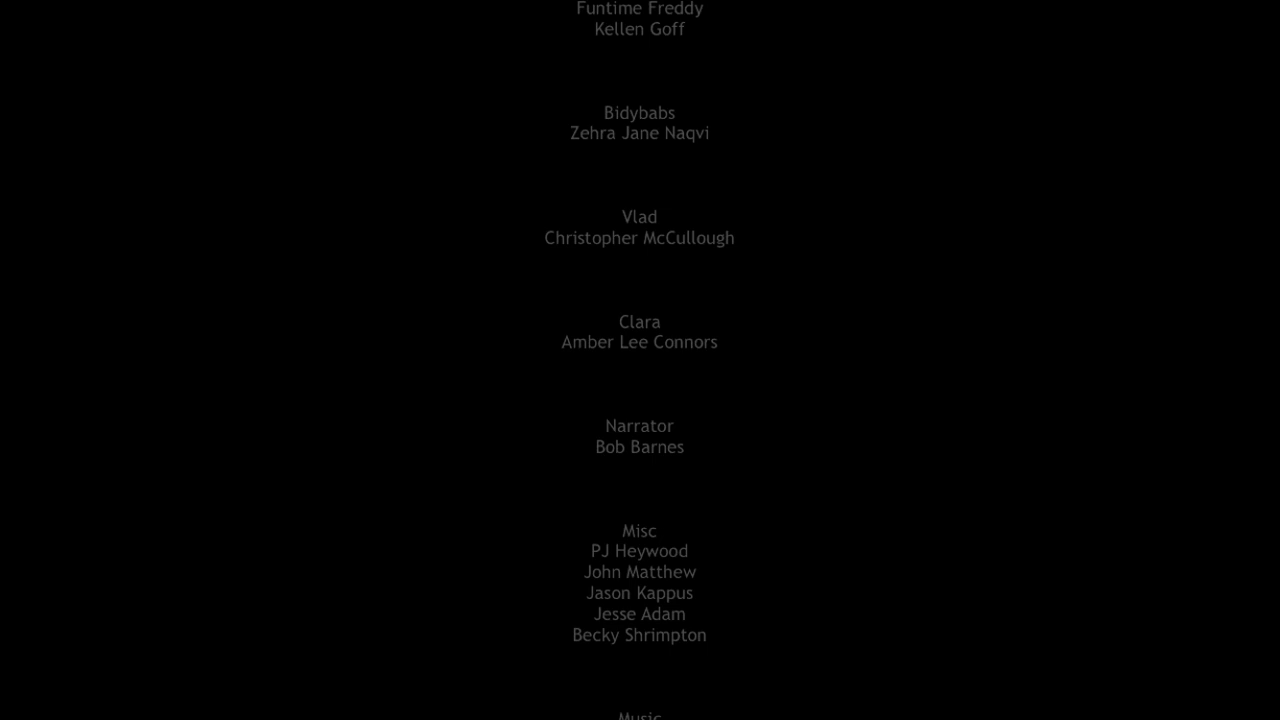 Funtime Freddy
Kellen Goff
Bidybabs
Zehra Jane Naqvi
Vlad
Christopher McCullough
Clara
Amber Lee Connors
Narrator
Bob Barnes
Misc
PJ Heywood
John Matthew
Jason Kappus
Jesse Adam
Becky Shrimpton
Music